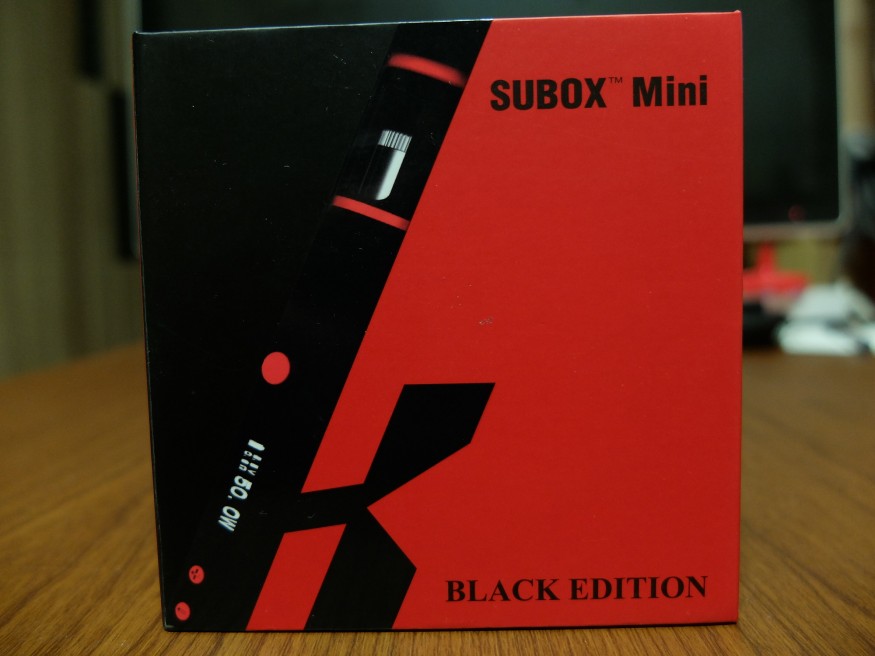 SUBOX™ Mini
50.0W
BLACK EDITION